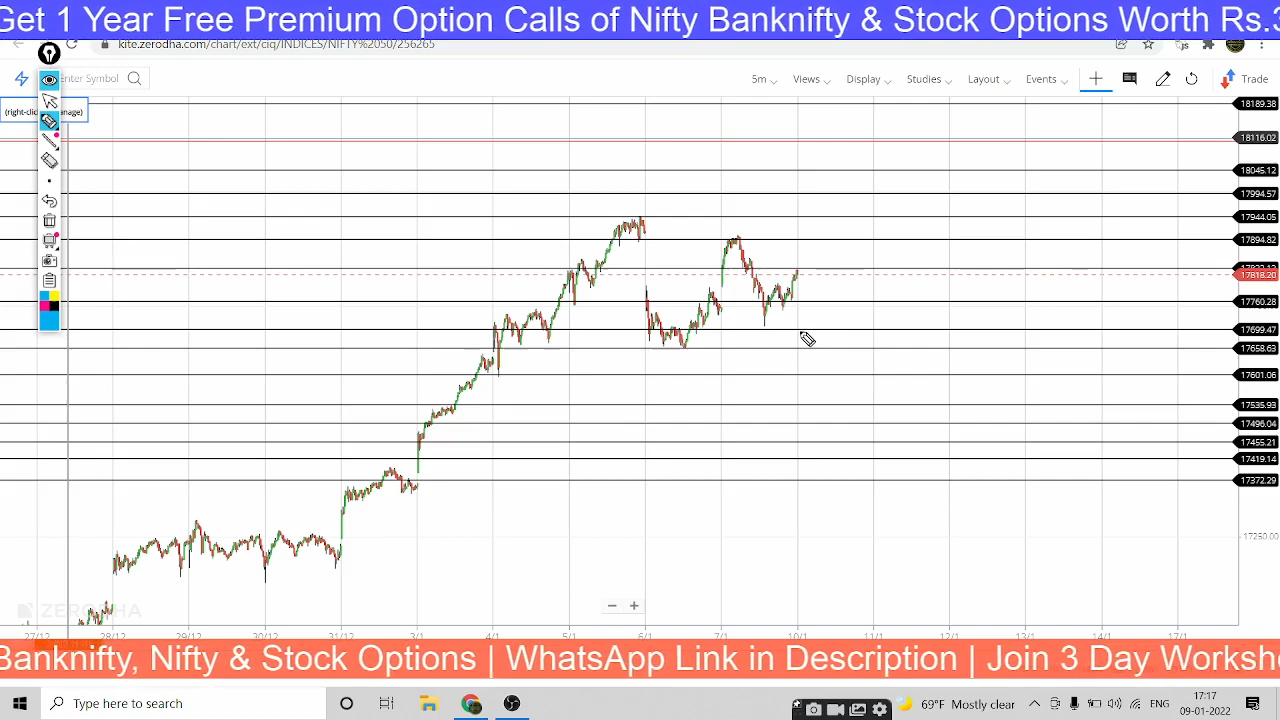 Get 1 Year Free Premium Option Calls of Nifty Banknifty & Stock Options Worth Rs.
kite.zerodha.com/chart/ext/ciq/INDICES/NIFTY%2050/256265
Enter Symbol
5m Views Display Studies Layout Events Trade
(right-clic anage)
18189.38
18116.02
18045.12
17994.57
17944.05
17894.82
17818.20
17760.28
17699.47
17658.63
17601.06
17535.93
17496.04
17455.21
17419.14
17372.29
17250.00
ZERODHA
27/12 28/12 29/12 30/12 31/12 3/1 4/1 5/1 6/1 7/1 10/1 11/1 12/1 13/1 14/1 17/1
Banknifty, Nifty & Stock Options | WhatsApp Link in Description | Join 3 Day Worksh
Type here to search
69°F Mostly clear
ENG
17:17
09-01-2022